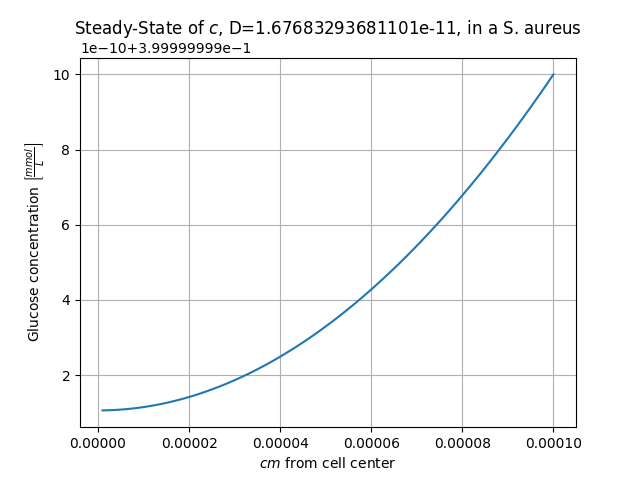 Steady-State of c, D=1.67683293681101e-11, in a S. aureus
1e−10+3.99999999e−1
10
8
6
4
2
Glucose concentration [mmol/L]
0.00000 0.00002 0.00004 0.00006 0.00008 0.00010
cm from cell center